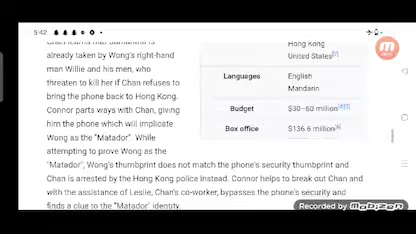 5:42
Chan learns that Samantha is
already taken by Wong's right-hand
man Willie and his men, who
threaten to kill her if Chan refuses to
bring the phone back to Hong Kong.
Connor parts ways with Chan, giving
him the phone which will implicate
Wong as the "Matador". While
attempting to prove Wong as the
"Matador", Wong's thumbprint does not match the phone's security thumbprint and
Chan is arrested by the Hong Kong police instead. Connor helps to break out Chan and
with the assistance of Leslie, Chan's co-worker, bypasses the phone's security and
finds a clue to the "Matador" identity.
Hong Kong
United States[2]
Languages English
Mandarin
Budget $30–60 million[4][5]
Box office $136.6 million[6]
Recorded by Mobizen